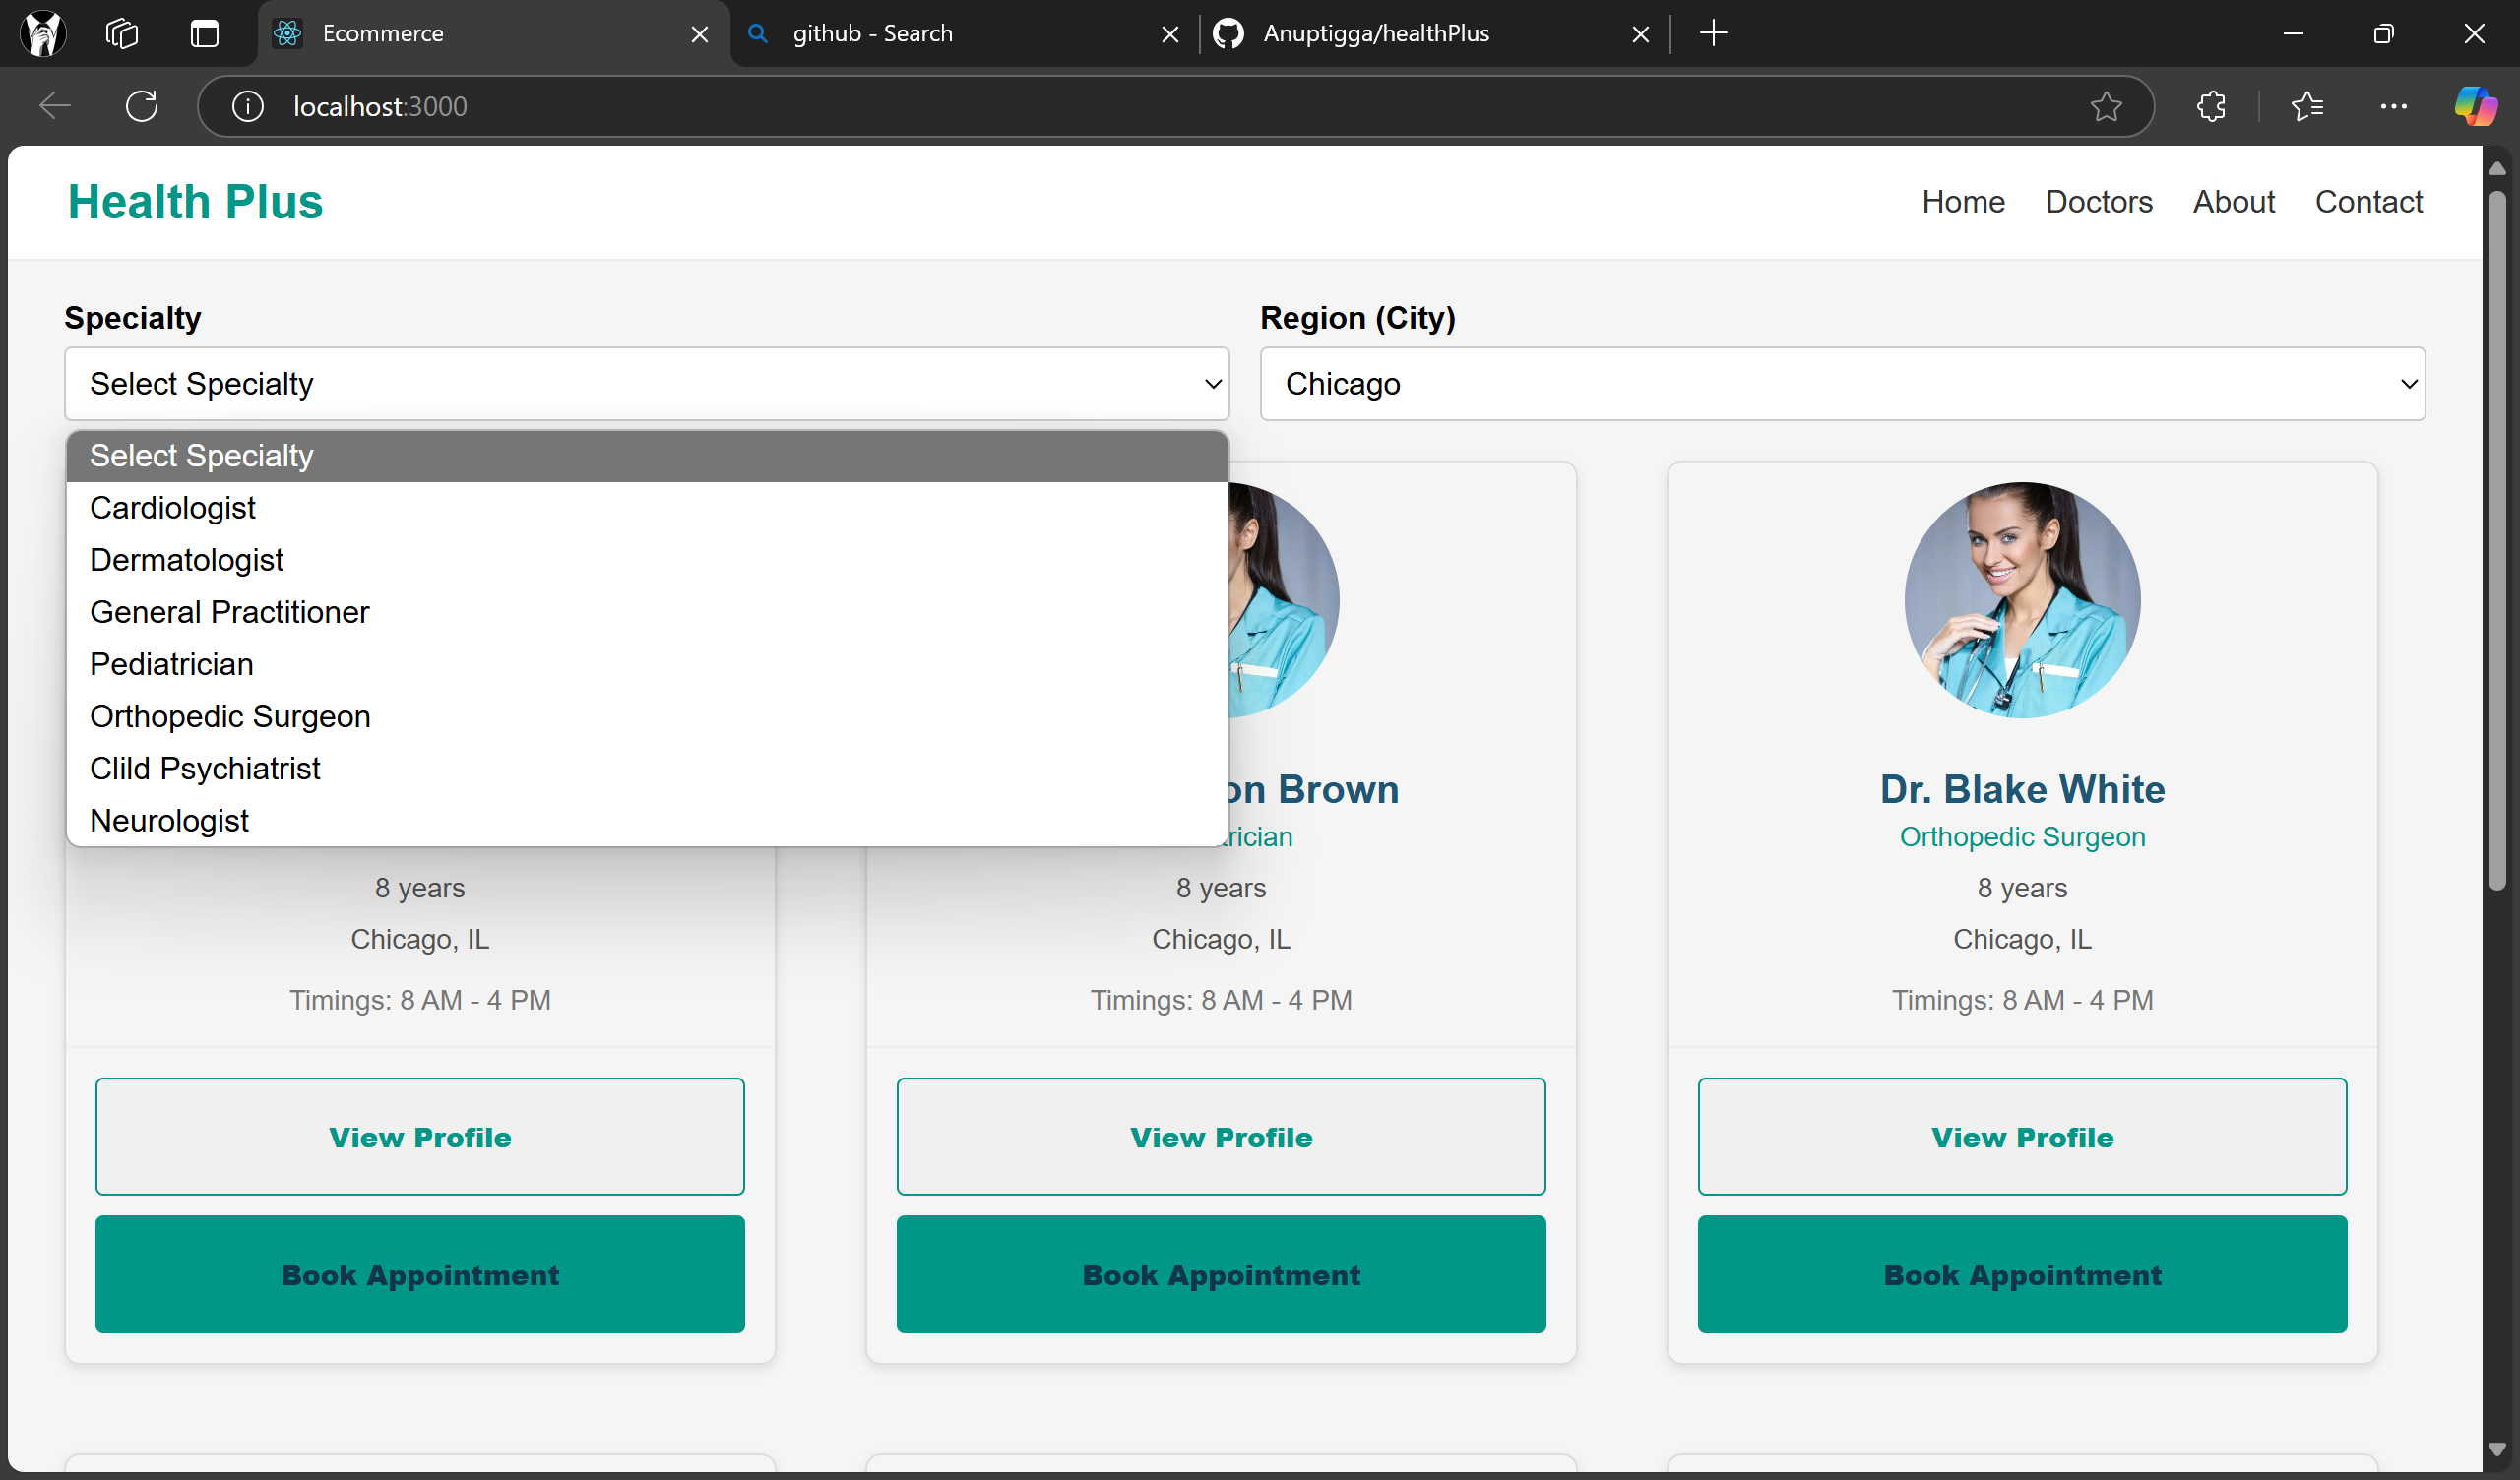 Ecommerce
github - Search
Anuptigga/healthPlus
localhost:3000
Health Plus
Home Doctors About Contact
Specialty
Region (City)
Select Specialty
Chicago
Select Specialty
Cardiologist
Dermatologist
General Practitioner
Pediatrician
Orthopedic Surgeon
Clild Psychiatrist
Neurologist
8 years
Chicago, IL
Timings: 8 AM - 4 PM
View Profile
Book Appointment
on Brown
rician
8 years
Chicago, IL
Timings: 8 AM - 4 PM
View Profile
Book Appointment
Dr. Blake White
Orthopedic Surgeon
8 years
Chicago, IL
Timings: 8 AM - 4 PM
View Profile
Book Appointment